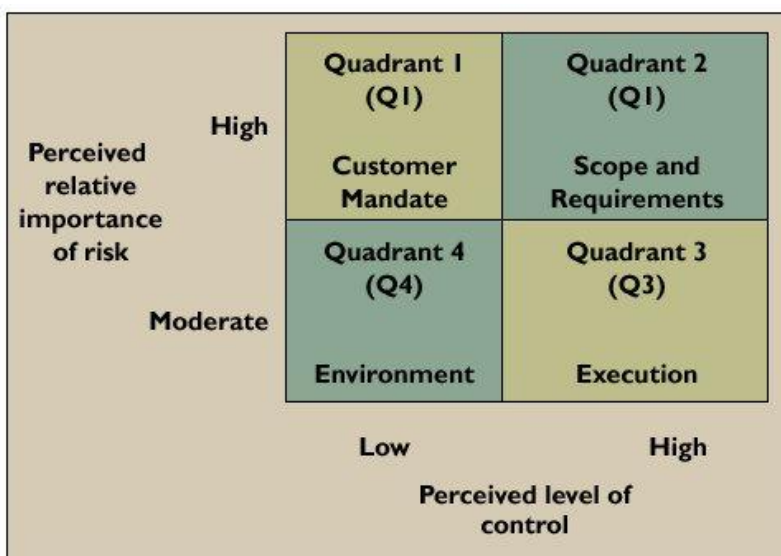 Quadrant 1
(Q1)
Customer
Mandate
Quadrant 2
(Q1)
Scope and
Requirements
High
Perceived
relative
importance
of risk
Quadrant 4
(Q4)
Environment
Quadrant 3
(Q3)
Execution
Moderate
Low
High
Perceived level of
control